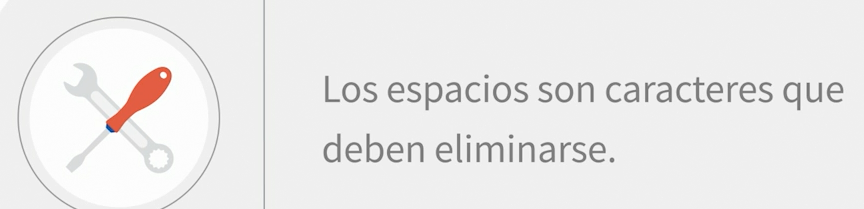 Los espacios son caracteres que
deben eliminarse.